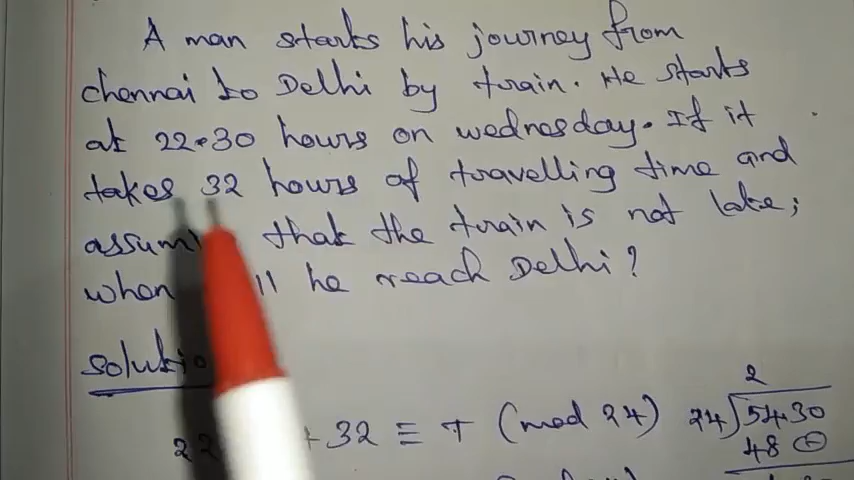 A man starts his journey from
chennai to Delhi by train. He starts
at 22.30 hours on wednesday. If it
takes 32 hours of travelling time and
that the train is not late;
he reach Delhi?
2
+ 32 ≡ T (mod 24) 24)54.30
48